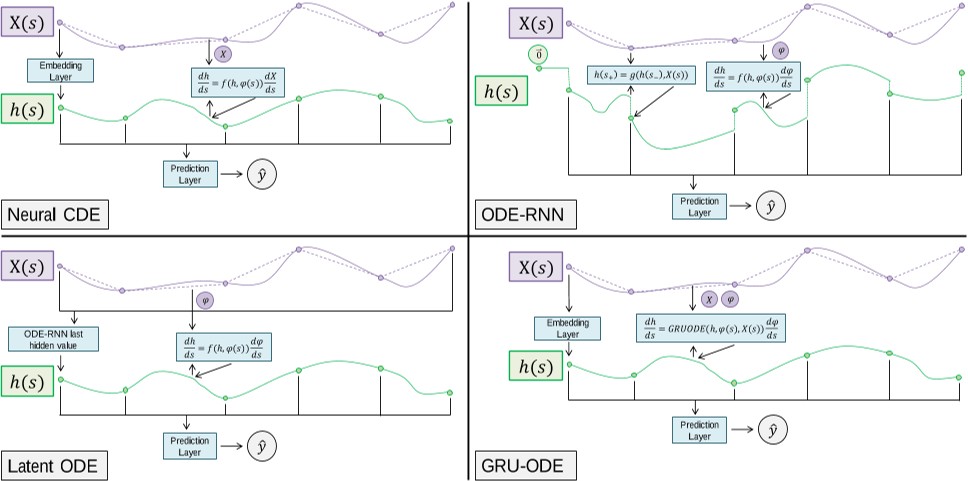 X(s)
X
Embedding
Layer
dh/ds = f(h, φ(s)) dX/ds
h(s)
Prediction
Layer
ŷ
Neural CDE
X(s)
φ
0⃗
h(s₊) = g(h(s₋), X(s))
dh/ds = f(h, φ(s)) dφ/ds
h(s)
Prediction
Layer
ŷ
ODE-RNN
X(s)
φ
ODE-RNN last
hidden value
dh/ds = f(h, φ(s)) dφ/ds
h(s)
Prediction
Layer
ŷ
Latent ODE
X(s)
X φ
Embedding
Layer
dh/ds = GRUODE(h, φ(s), X(s)) dφ/ds
h(s)
Prediction
Layer
ŷ
GRU-ODE